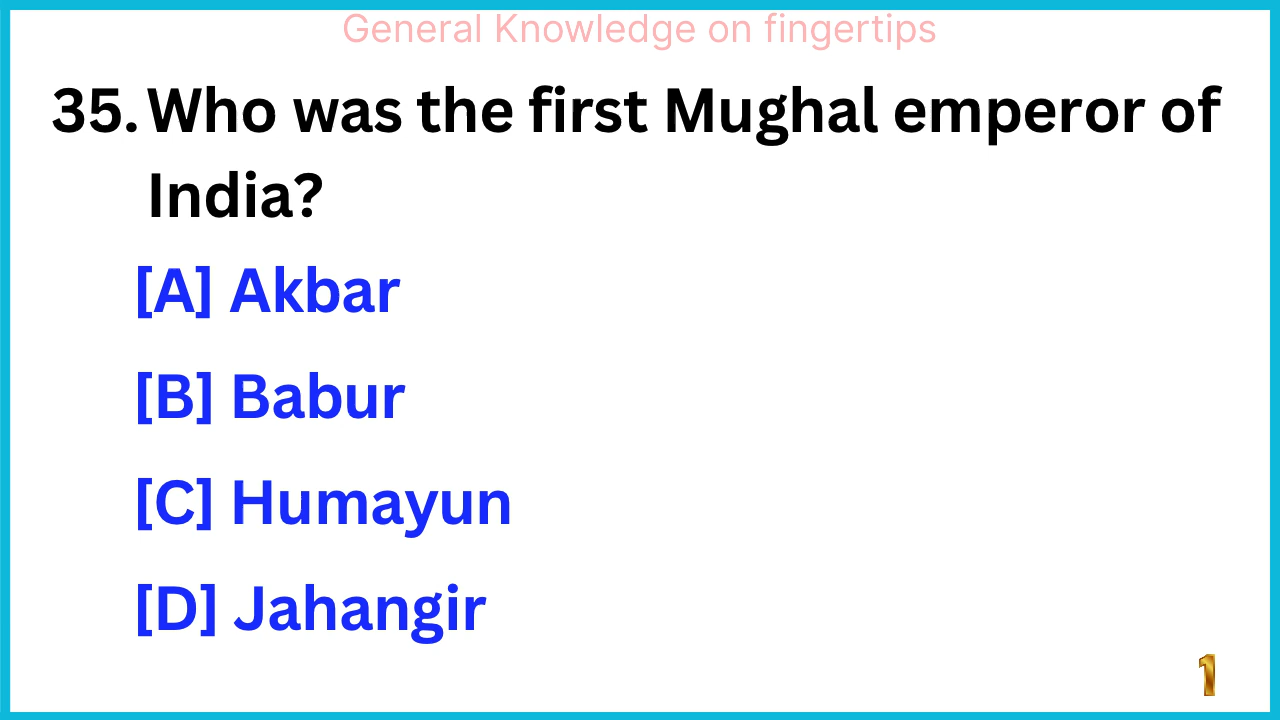 General Knowledge on fingertips
35. Who was the first Mughal emperor of
India?
[A] Akbar
[B] Babur
[C] Humayun
[D] Jahangir
1